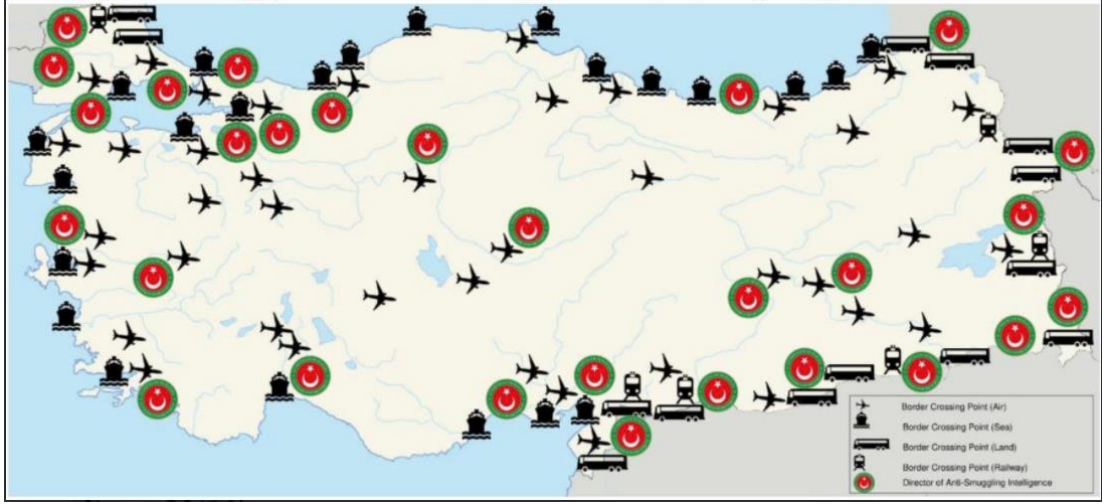 Border Crossing Point (Air)
Border Crossing Point (Sea)
Border Crossing Point (Land)
Border Crossing Point (Railway)
Director of Anti-Smuggling Intelligence